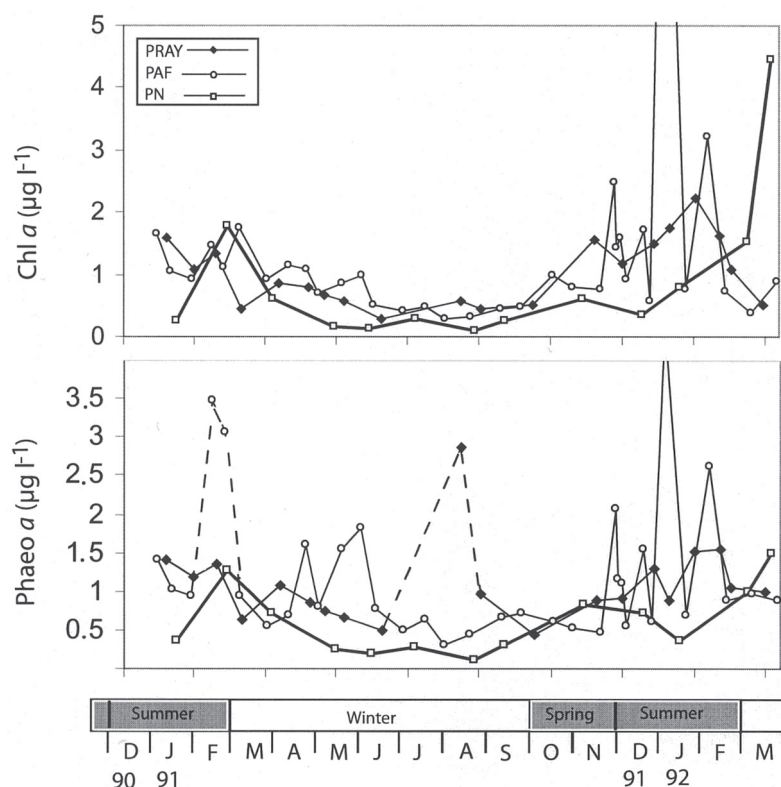 5
4
3
2
1
0
Chl a (µg l-1)
PRAY
PAF
PN
3.5
3
2.5
2
1.5
1
0.5
Phaeo a (µg l-1)
Summer Winter Spring Summer
D J F M A M J J A S O N D J F M
90 91 91 92